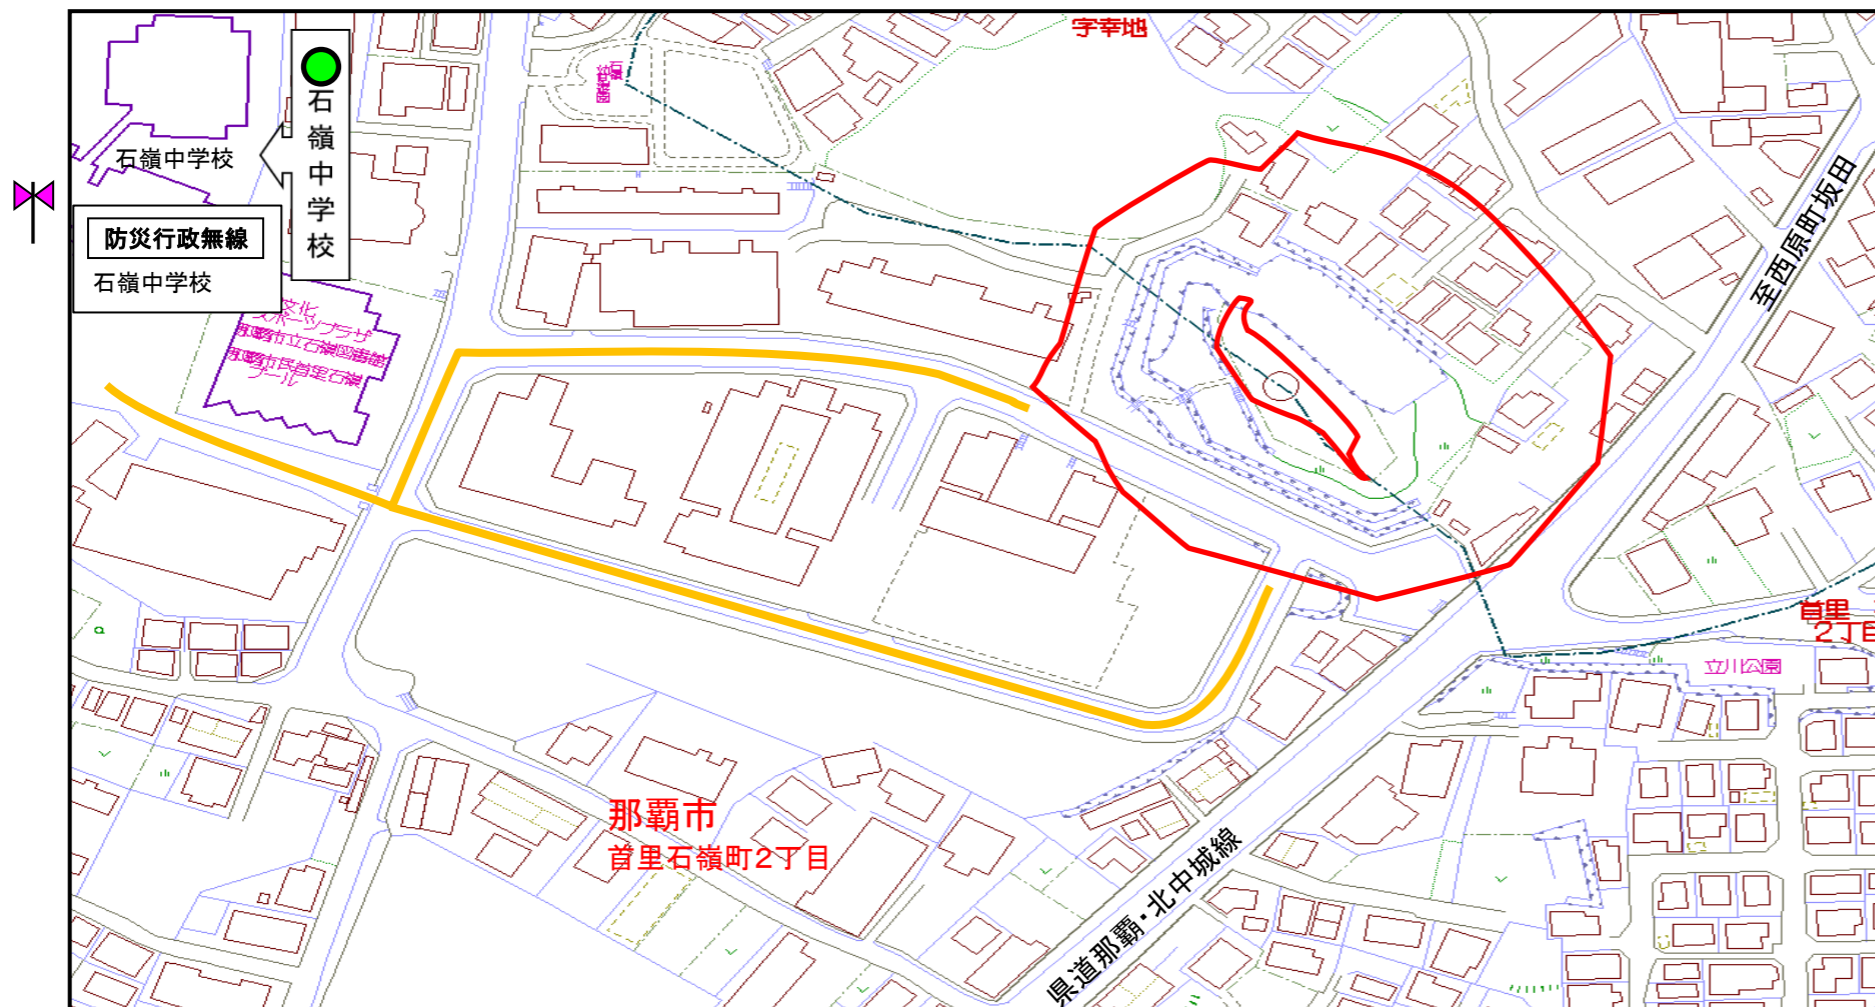 字幸地
石嶺中学校
石嶺中学校
防災行政無線
石嶺中学校
文化
スポーツプラザ
那覇市立石嶺図書館
那覇市民首里石嶺
プール
至西原町坂田
首里
2丁目
立川公園
那覇市
首里石嶺町2丁目
県道那覇・北中城線